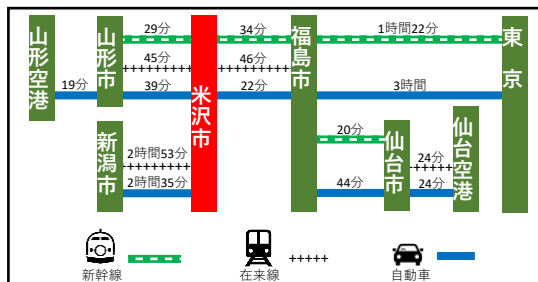 山形空港
山形市
新潟市
米沢市
福島市
仙台市
仙台空港
東京
29分
34分
1時間22分
45分
46分
19分
39分
22分
3時間
20分
2時間53分
24分
2時間35分
44分
24分
新幹線
在来線
自動車